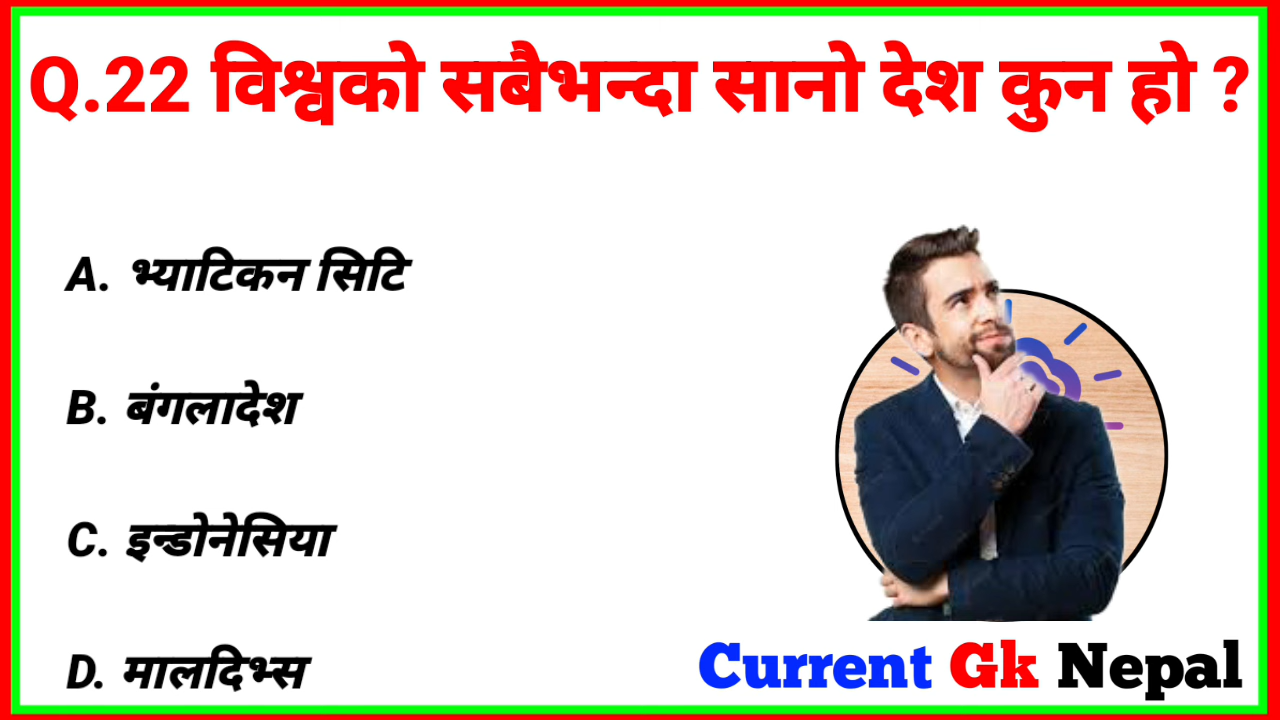 Q.22 विश्वको सबैभन्दा सानो देश कुन हो ?
A. भ्याटिकन सिटि
B. बंगलादेश
C. इन्डोनेसिया
D. मालदिभ्स
Current Gk Nepal